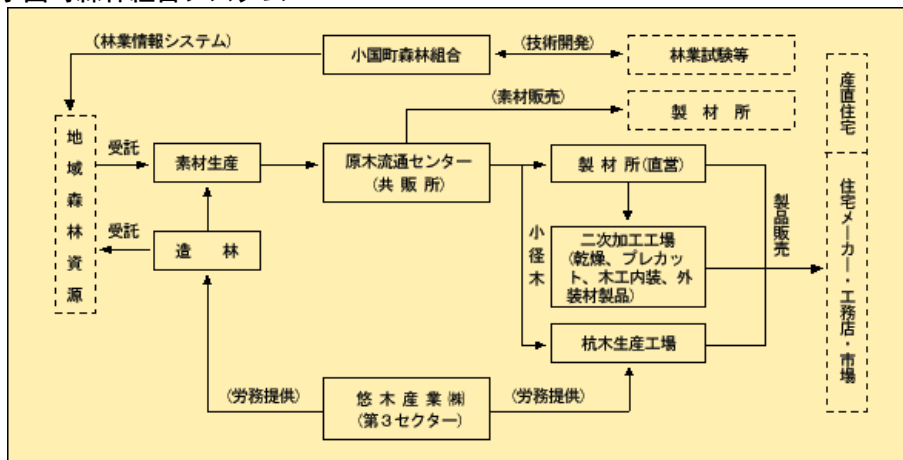 (林業情報システム)
小国町森林組合
(技術開発)
林業試験等
産直住宅
(素材販売)
製材所
地域森林資源
受託
素材生産
原木流通センター
(共販所)
製材所(直営)
住宅メーカー・工務店・市場
製品販売
小径木
受託
造林
二次加工工場
(乾燥、プレカッ
ト、木工内装、外
装材製品)
杭木生産工場
(労務提供)
悠木産業㈱
(第3セクター)
(労務提供)